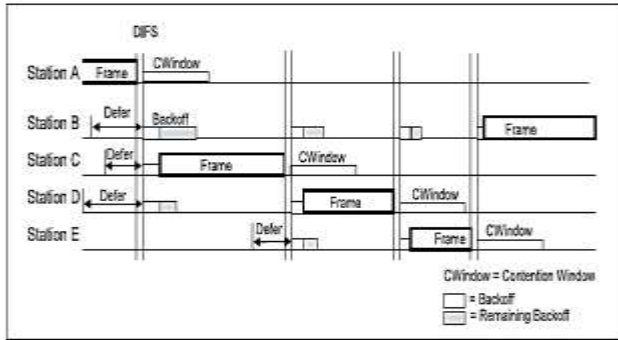 DIFS
Station A Frame CWindow
Station B Defer Backoff Frame
Station C Defer Frame CWindow
Station D Defer Frame CWindow
Station E Defer Frame CWindow
CWindow = Contention Window
= Backoff
= Remaining Backoff